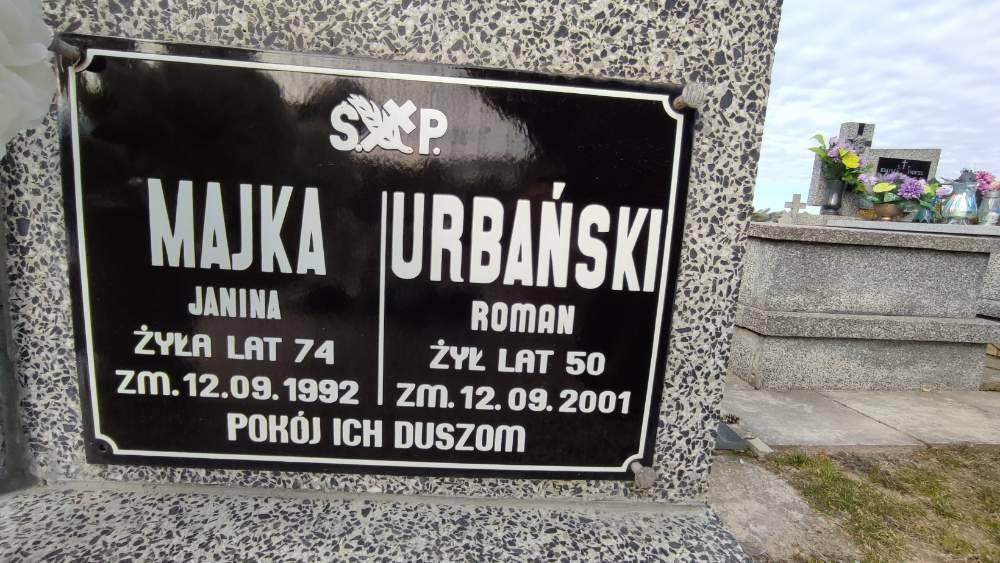 S. P.
MAJKA
JANINA
ŻYŁA LAT 74
ZM. 12.09.1992
URBAŃSKI
ROMAN
ŻYŁ LAT 50
ZM. 12.09.2001
POKÓJ ICH DUSZOM